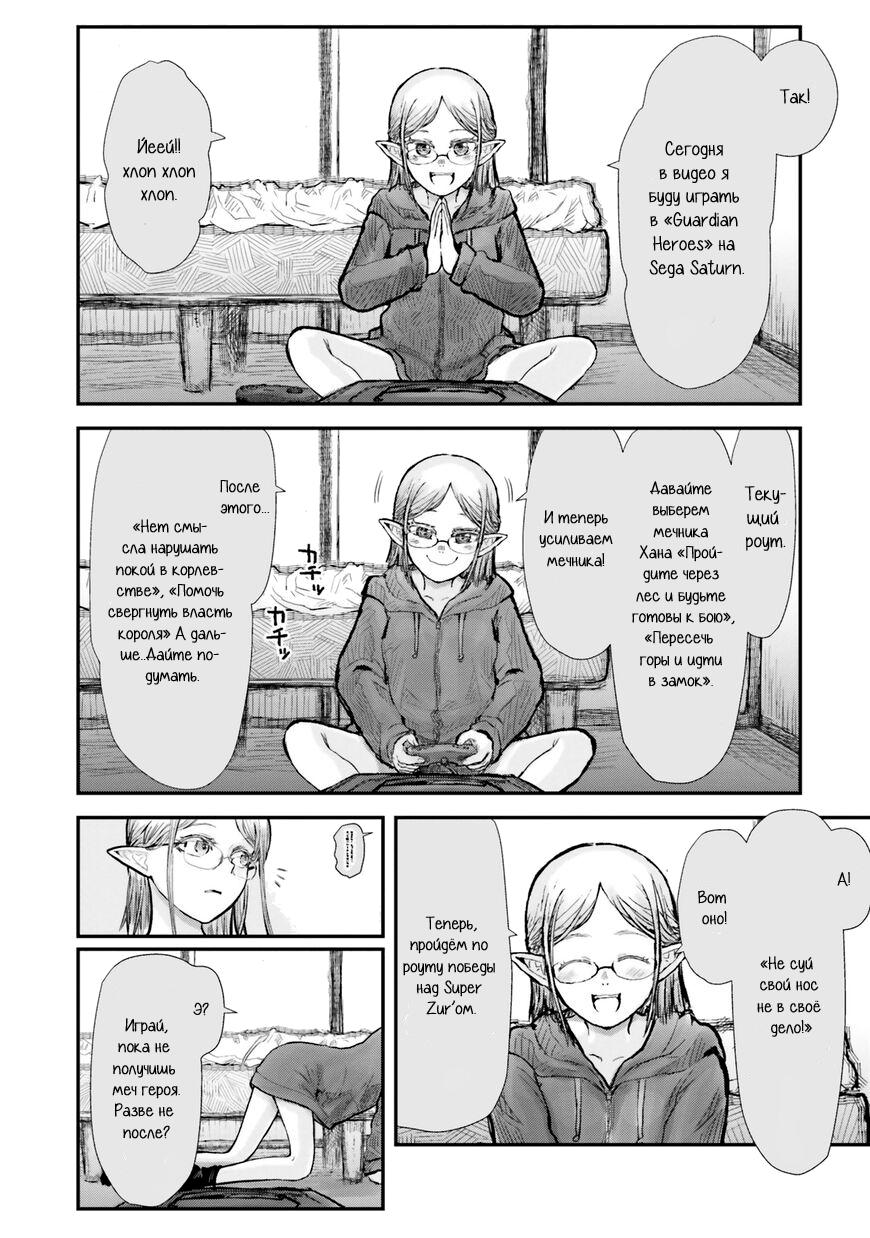 Так!
Сегодня
в видео я
буду играть
в «Guardian
Heroes» на
Sega Saturn.
Йеей!!
хлоп хлоп
хлоп.
Теку-
щий
роут.
Давайте
выберем
мечника
Хана «Прой-
дите через
лес и будьте
готовы к бою»,
«Пересечь
горы и идти
в замок».
И теперь
усиливаем
мечника!
カチッ
カチッ
После
этого...
«Нет смы-
сла нарушать
покой в корлев-
стве», «Помочь
свергнуть власть
короля» А даль-
ше..Дайте по-
думать.
А!
Вот
оно!
«Не суй
свой нос
не в своё
дело!»
Теперь,
пройдём по
роуту победы
над Super
Zur'ом.
Э?
Играй,
пока не
получишь
меч героя.
Разве не
после?